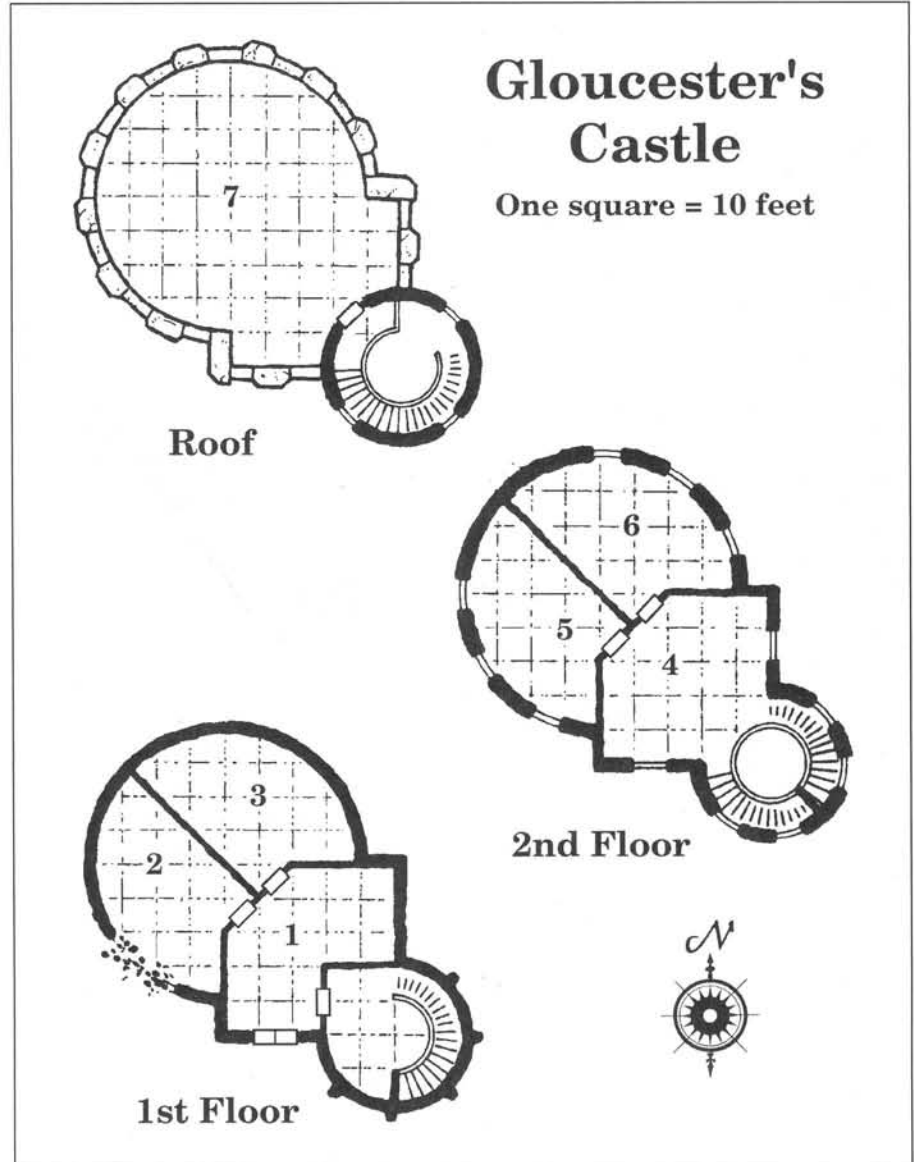 Gloucester's
Castle
One square = 10 feet
7
Roof
6
5
4
2nd Floor
3
2
1
1st Floor
N